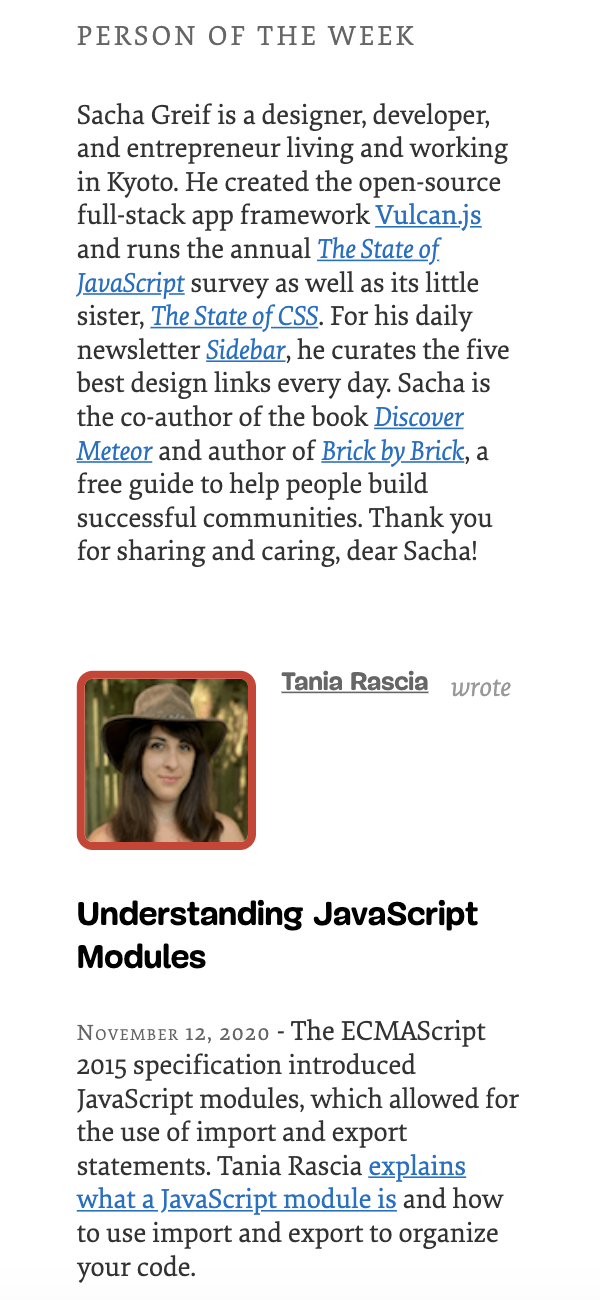 PERSON OF THE WEEK
Sacha Greif is a designer, developer,
and entrepreneur living and working
in Kyoto. He created the open-source
full-stack app framework Vulcan.js
and runs the annual The State of
JavaScript survey as well as its little
sister, The State of CSS. For his daily
newsletter Sidebar, he curates the five
best design links every day. Sacha is
the co-author of the book Discover
Meteor and author of Brick by Brick, a
free guide to help people build
successful communities. Thank you
for sharing and caring, dear Sacha!
Tania Rascia wrote
Understanding JavaScript
Modules
November 12, 2020 - The ECMAScript
2015 specification introduced
JavaScript modules, which allowed for
the use of import and export
statements. Tania Rascia explains
what a JavaScript module is and how
to use import and export to organize
your code.